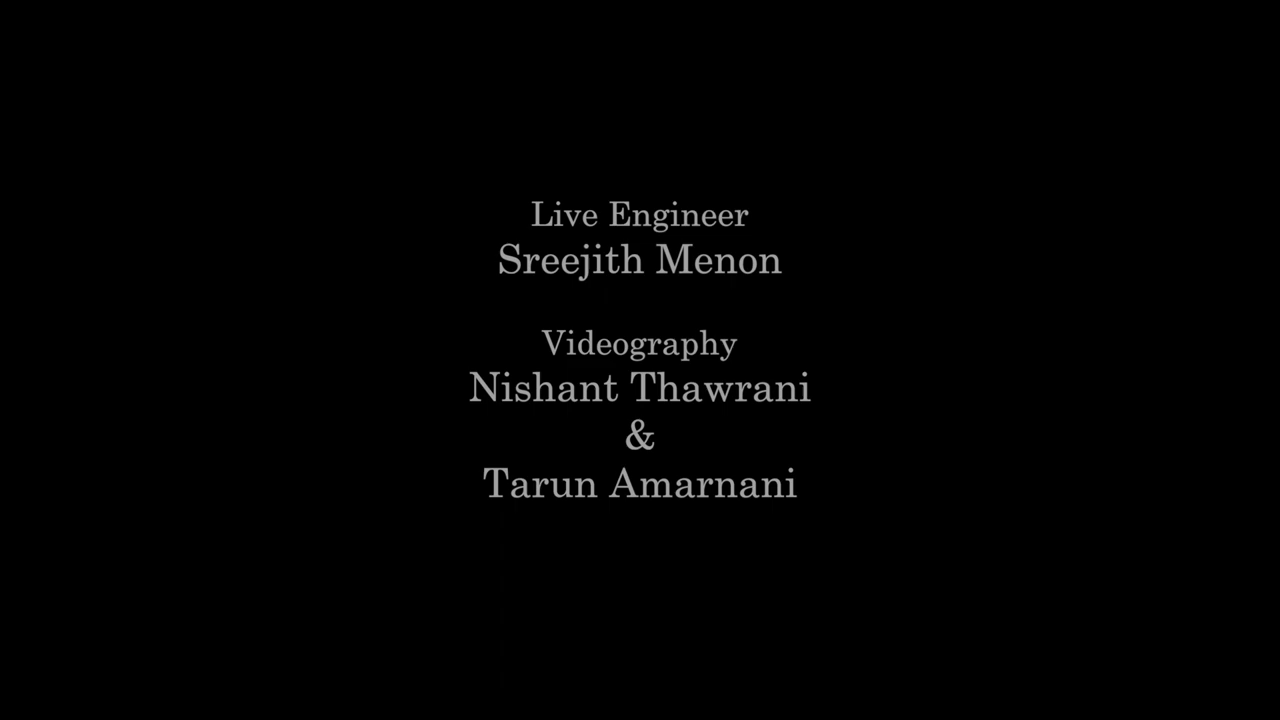 Live Engineer
Sreejith Menon
Videography
Nishant Thawrani
&
Tarun Amarnani